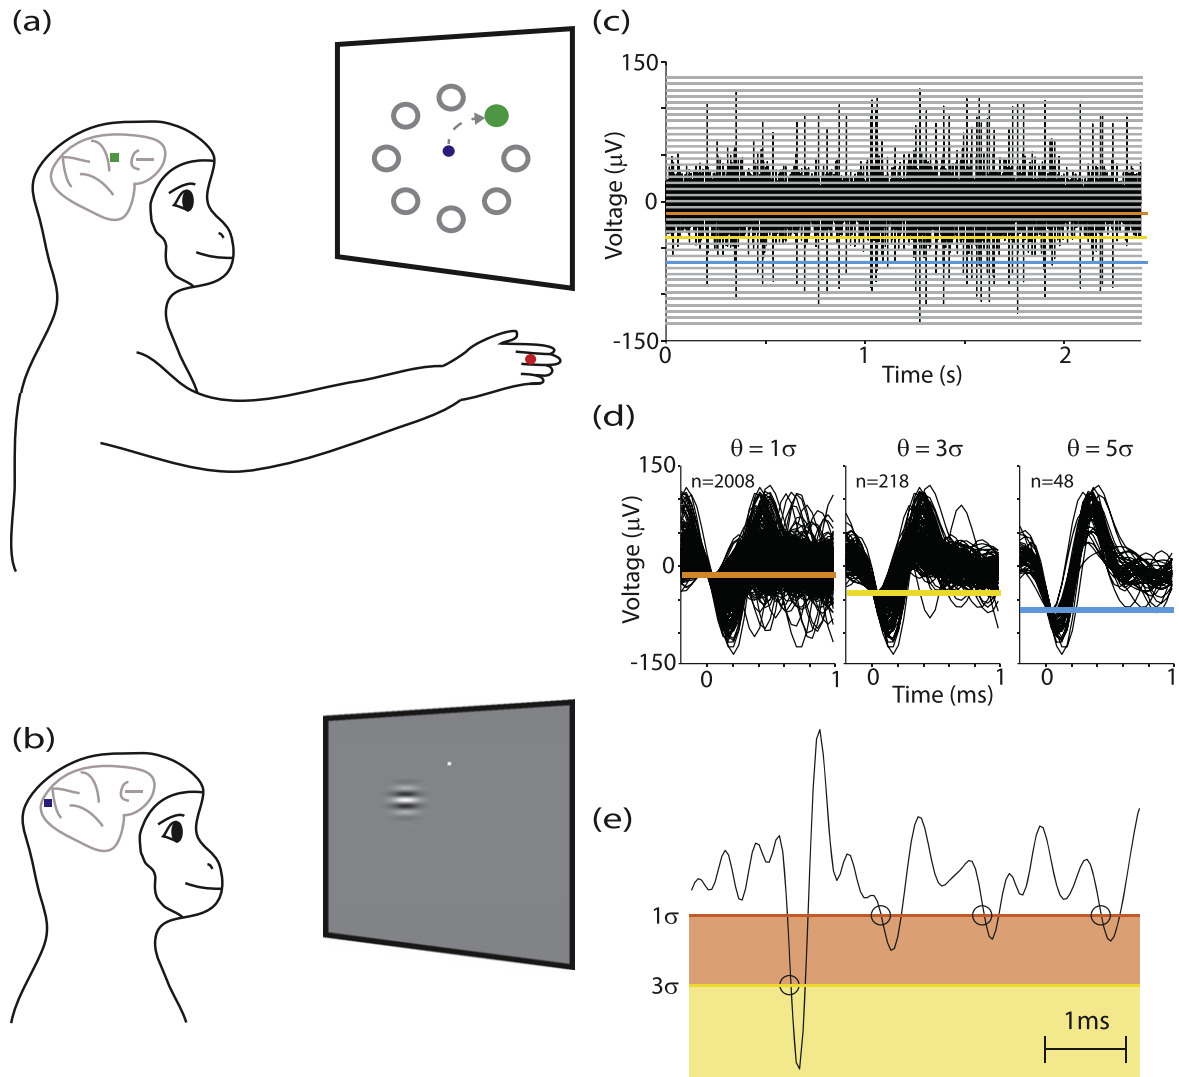 (a)
(c)
150
0
-150
Voltage (µV)
0
1
2
Time (s)
(d)
θ = 1σ
θ = 3σ
θ = 5σ
150
0
-150
Voltage (µV)
n=2008
n=218
n=48
0
1
0
1
0
1
Time (ms)
(b)
(e)
1σ
3σ
1ms